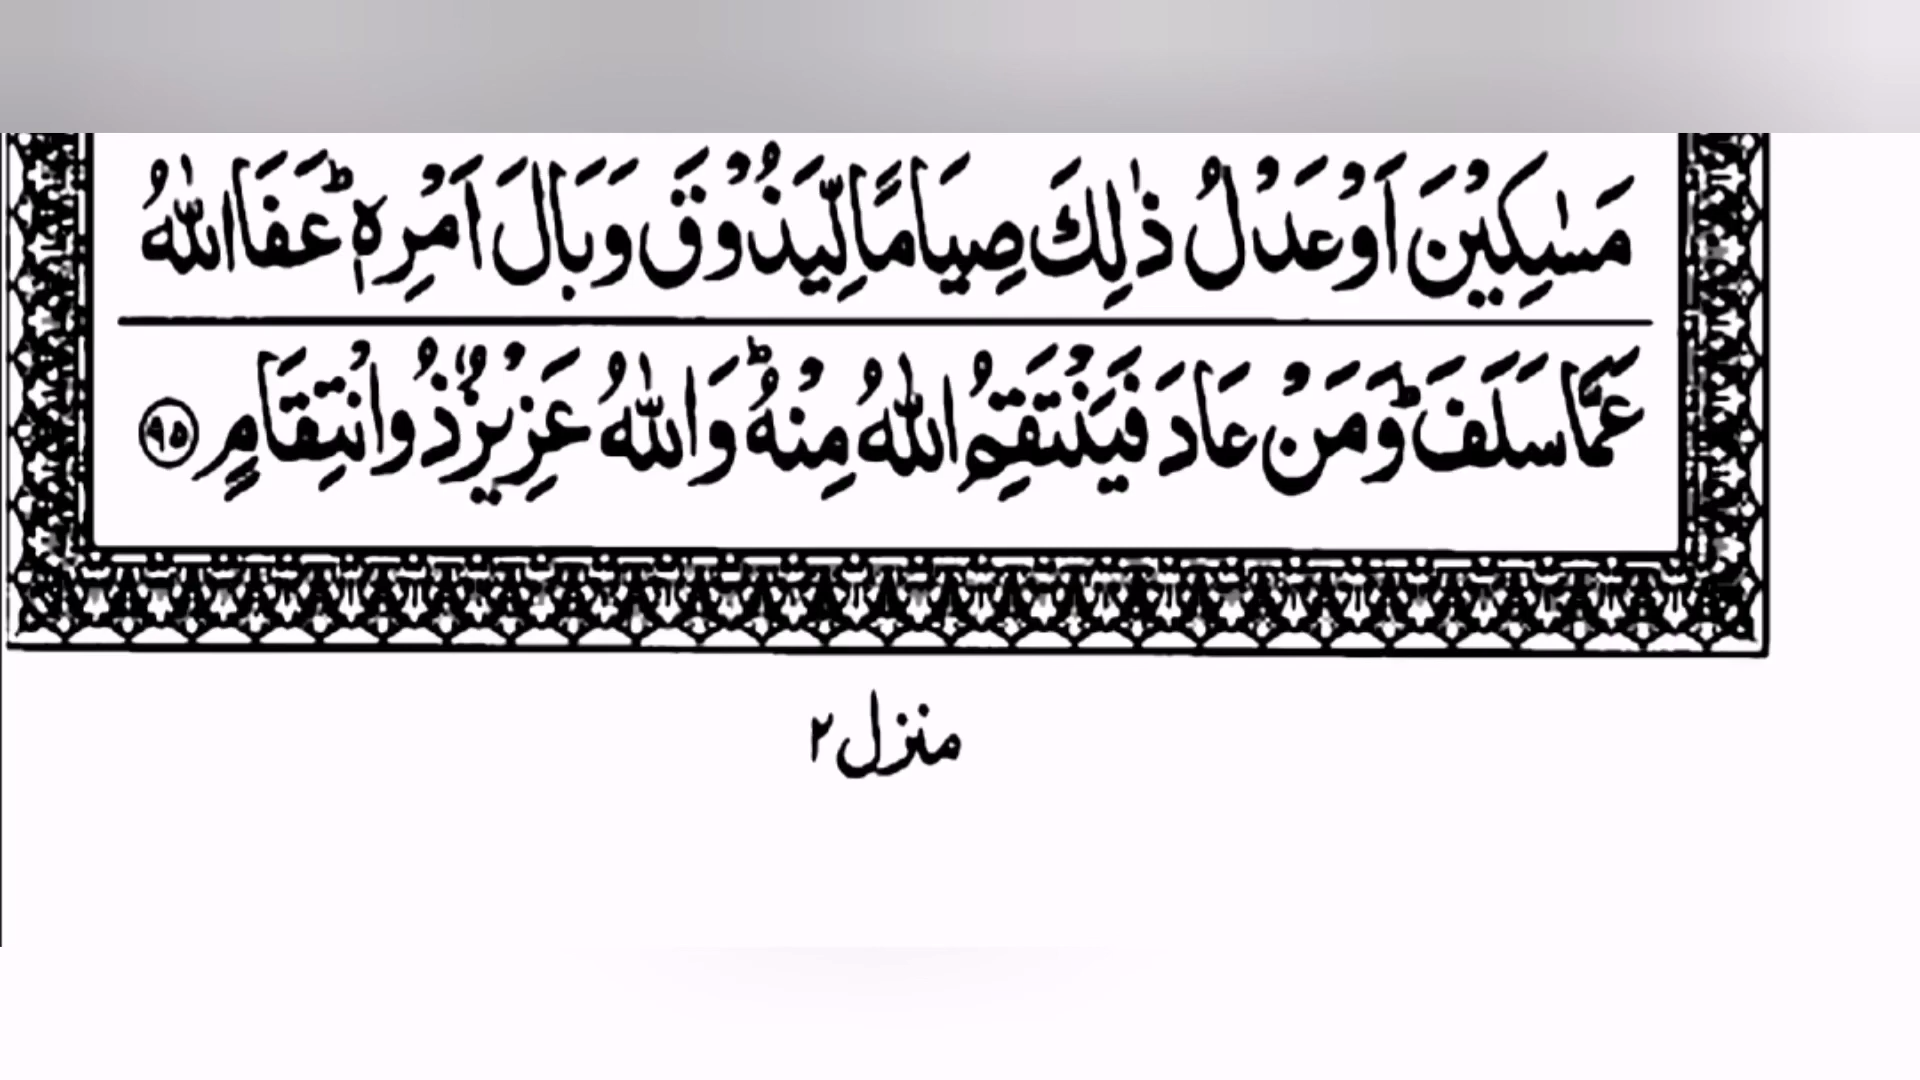 مَسٰكِيْنَ اَوْ عَدْلُ ذٰلِكَ صِيَامًا لِّيَذُوْقَ وَبَالَ اَمْرِهٖ ؕ عَفَا اللّٰهُ
عَمَّا سَلَفَ ؕ وَمَنْ عَادَ فَيَنْتَقِمُ اللّٰهُ مِنْهُ ؕ وَاللّٰهُ عَزِيْزٌ ذُو انْتِقَامٍ ﴿۹۵﴾
منزل ۲